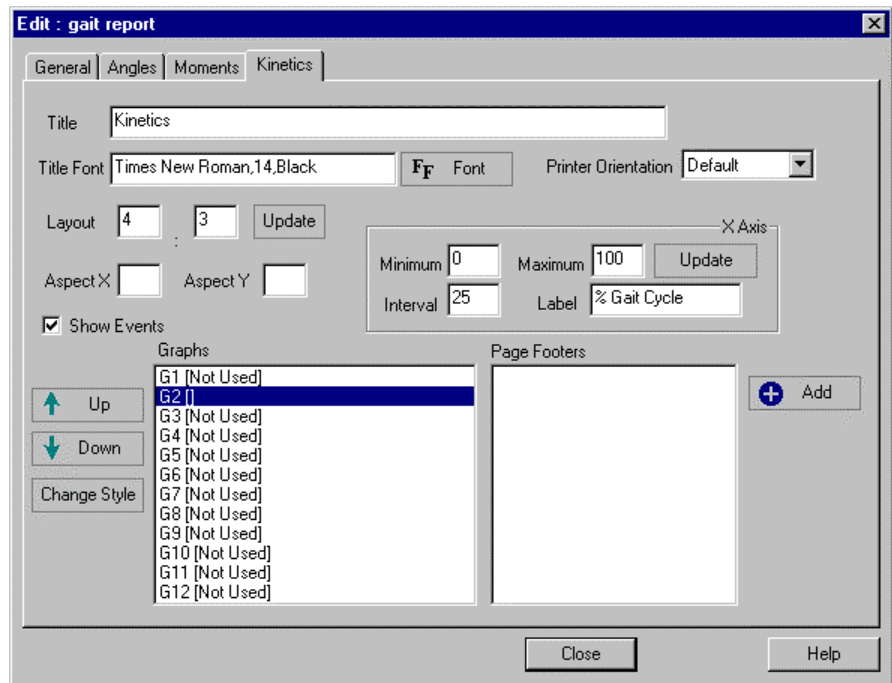 Edit : gait report
General Angles Moments Kinetics
Title Kinetics
Title Font Times New Roman,14,Black FF Font Printer Orientation Default
Layout 4 : 3 Update
X Axis
Minimum 0 Maximum 100 Update
Aspect X Aspect Y
Interval 25 Label % Gait Cycle
Show Events
Graphs Page Footers
G1 [Not Used]
G2 []
G3 [Not Used]
G4 [Not Used]
G5 [Not Used]
G6 [Not Used]
G7 [Not Used]
G8 [Not Used]
G9 [Not Used]
G10 [Not Used]
G11 [Not Used]
G12 [Not Used]
Up
Down
Change Style
Add
Close Help